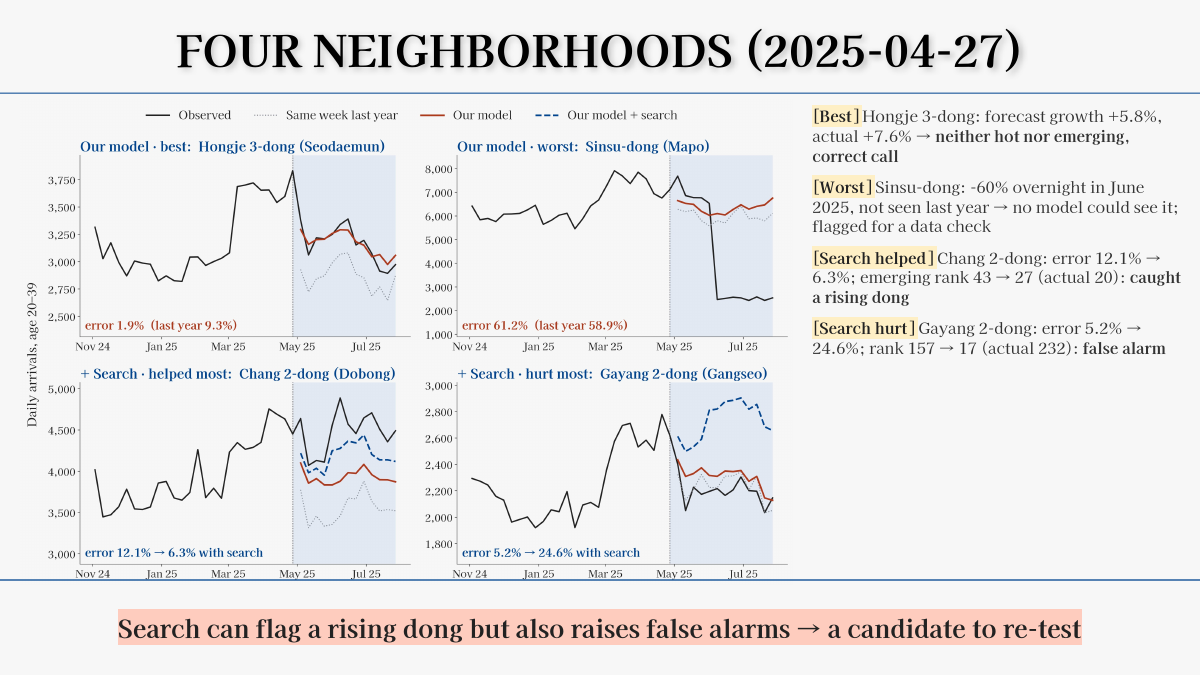 FOUR NEIGHBORHOODS (2025-04-27)
Observed
Same week last year
Our model
Our model + search
Daily arrivals, age 20–39
Our model · best: Hongje 3-dong (Seodaemun)
3,750
3,500
3,250
3,000
2,750
2,500
error 1.9% (last year 9.3%)
Nov 24
Jan 25
Mar 25
May 25
Jul 25
Our model · worst: Sinsu-dong (Mapo)
8,000
7,000
6,000
5,000
4,000
3,000
2,000
1,000
error 61.2% (last year 58.9%)
Nov 24
Jan 25
Mar 25
May 25
Jul 25
+ Search · helped most: Chang 2-dong (Dobong)
5,000
4,500
4,000
3,500
3,000
error 12.1% → 6.3% with search
Nov 24
Jan 25
Mar 25
May 25
Jul 25
+ Search · hurt most: Gayang 2-dong (Gangseo)
3,000
2,800
2,600
2,400
2,200
2,000
1,800
error 5.2% → 24.6% with search
Nov 24
Jan 25
Mar 25
May 25
Jul 25
[Best] Hongje 3-dong: forecast growth +5.8%,
actual +7.6% → neither hot nor emerging,
correct call
[Worst] Sinsu-dong: -60% overnight in June
2025, not seen last year → no model could see it;
flagged for a data check
[Search helped] Chang 2-dong: error 12.1% →
6.3%; emerging rank 43 → 27 (actual 20): caught
a rising dong
[Search hurt] Gayang 2-dong: error 5.2% →
24.6%; rank 157 → 17 (actual 232): false alarm
Search can flag a rising dong but also raises false alarms → a candidate to re-test